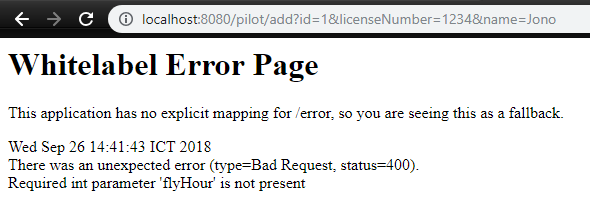 localhost:8080/pilot/add?id=1&licenseNumber=1234&name=Jono
Whitelabel Error Page
This application has no explicit mapping for /error, so you are seeing this as a fallback.
Wed Sep 26 14:41:43 ICT 2018
There was an unexpected error (type=Bad Request, status=400).
Required int parameter 'flyHour' is not present